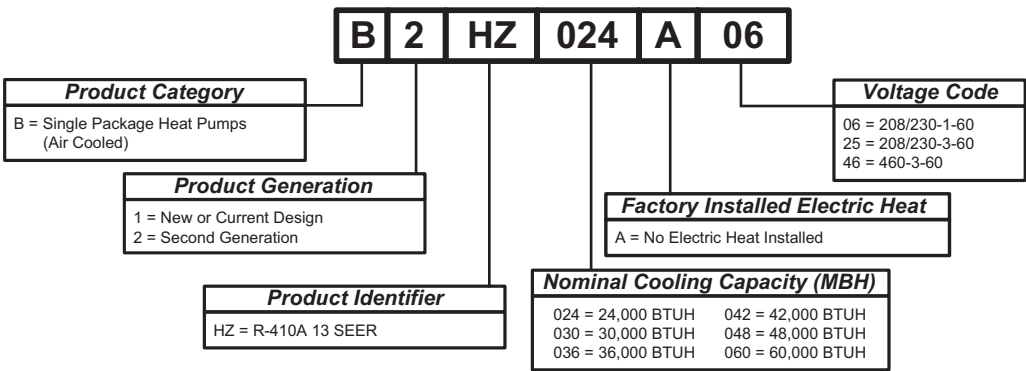 B 2 HZ 024 A 06
Product Category
B = Single Package Heat Pumps
(Air Cooled)
Voltage Code
06 = 208/230-1-60
25 = 208/230-3-60
46 = 460-3-60
Product Generation
1 = New or Current Design
2 = Second Generation
Factory Installed Electric Heat
A = No Electric Heat Installed
Product Identifier
HZ = R-410A 13 SEER
Nominal Cooling Capacity (MBH)
024 = 24,000 BTUH 042 = 42,000 BTUH
030 = 30,000 BTUH 048 = 48,000 BTUH
036 = 36,000 BTUH 060 = 60,000 BTUH